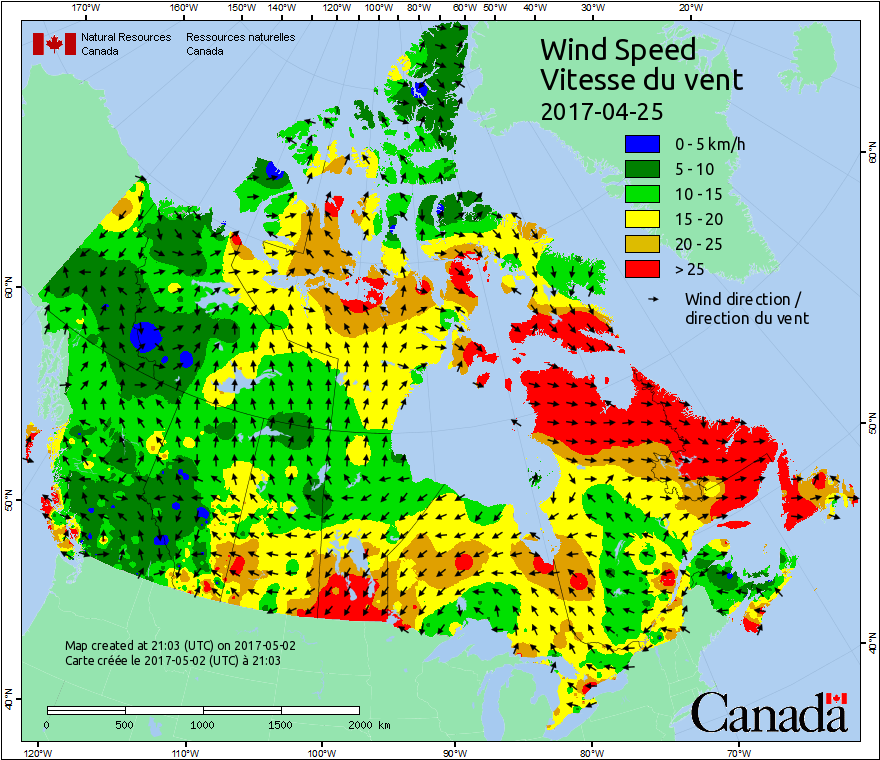 170°W 160°W 150°W 140°W 130°W 120°W 110°W 100°W 90°W 80°W 60°W 50°W 40°W 30°W 20°W
Natural Resources Ressources naturelles
Canada Canada
Wind Speed
Vitesse du vent
2017-04-25
0 - 5 km/h
5 - 10
10 - 15
15 - 20
20 - 25
> 25
Wind direction /
direction du vent
60°N
50°N
40°N
60°N
50°N
40°N
Map created at 21:03 (UTC) on 2017-05-02
Carte créée le 2017-05-02 (UTC) à 21:03
0 500 1000 1500 2000 km
Canada
120°W 110°W 100°W 90°W 80°W 70°W